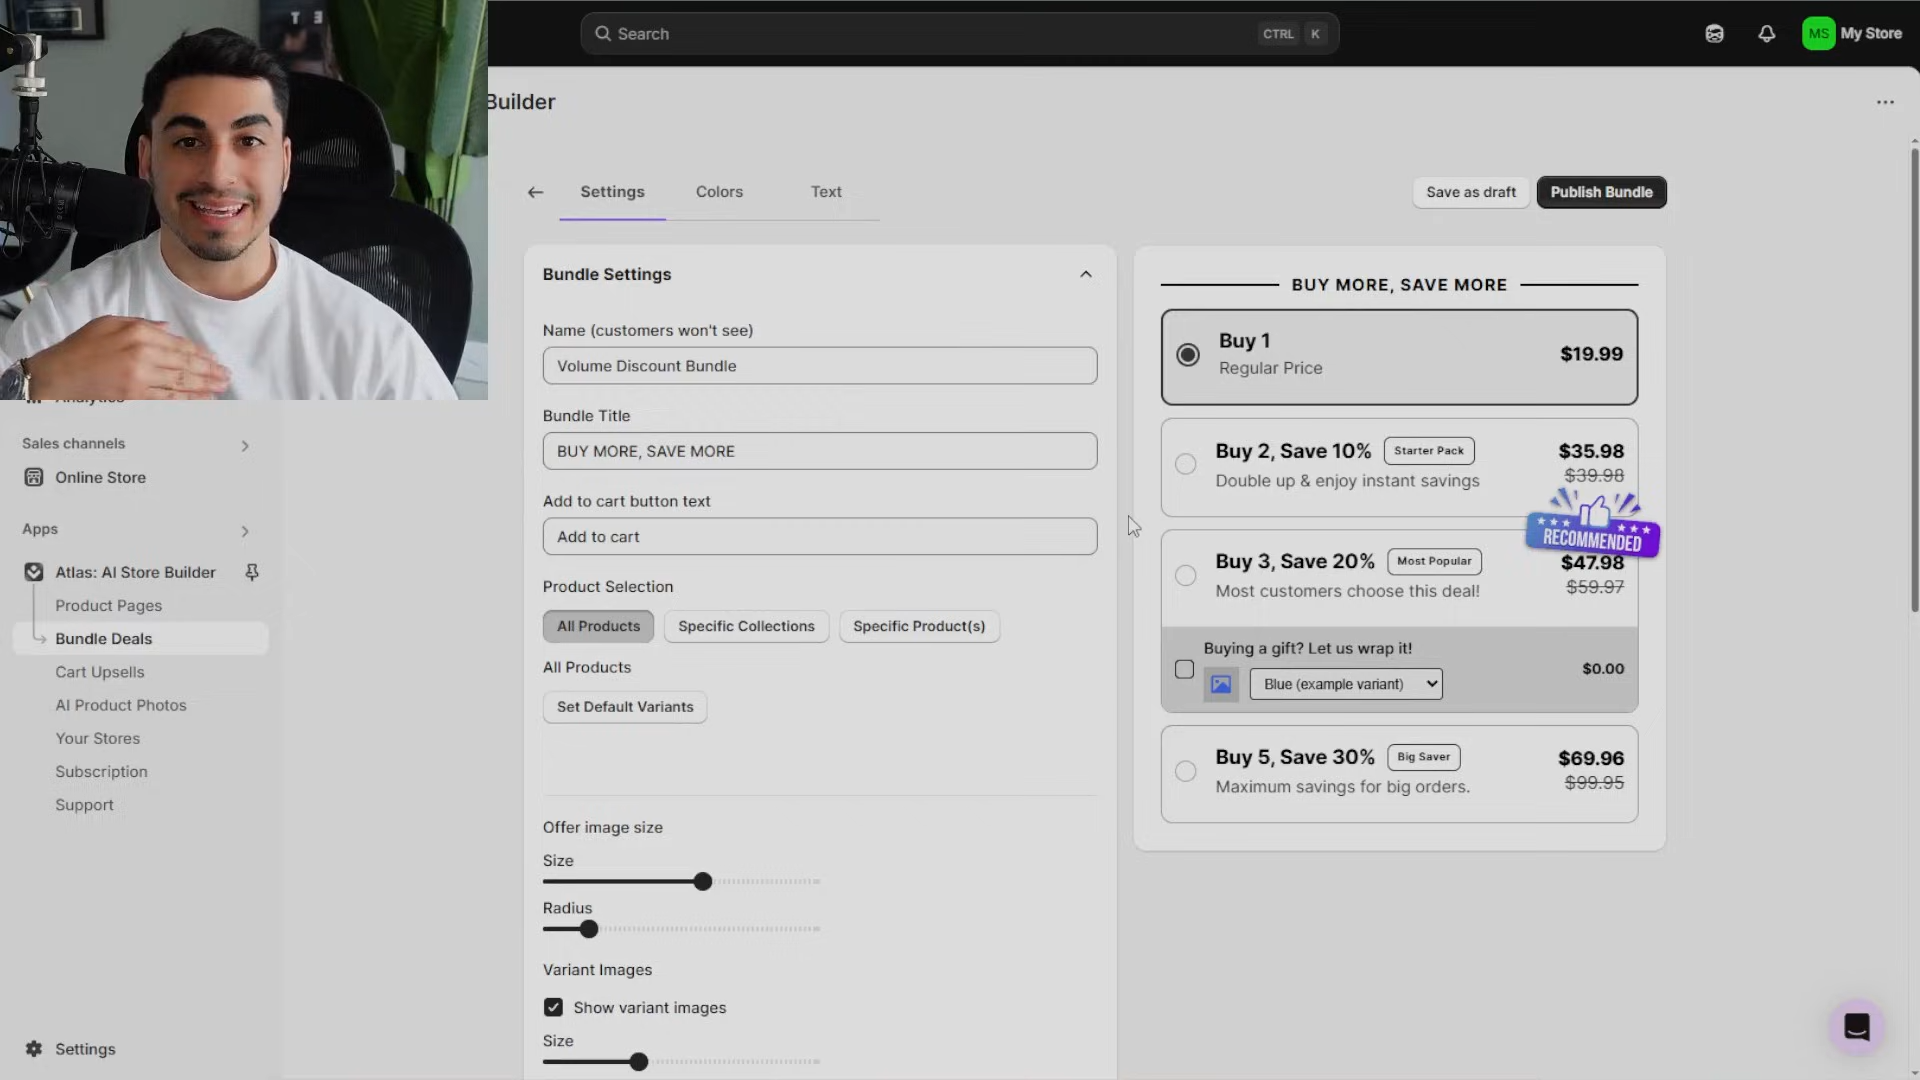 Search
CTRL K
MS My Store
Builder
Settings
Colors
Text
Save as draft
Publish Bundle
Bundle Settings
Name (customers won't see)
Volume Discount Bundle
Bundle Title
BUY MORE, SAVE MORE
Add to cart button text
Add to cart
Product Selection
All Products
Specific Collections
Specific Product(s)
All Products
Set Default Variants
Offer image size
Size
Radius
Variant Images
Show variant images
Size
BUY MORE, SAVE MORE
Buy 1
Regular Price
$19.99
Buy 2, Save 10%
Starter Pack
$35.98
Double up & enjoy instant savings
$39.98
RECOMMENDED
Buy 3, Save 20%
Most Popular
$47.98
Most customers choose this deal!
$59.97
Buying a gift? Let us wrap it!
Blue (example variant)
$0.00
Buy 5, Save 30%
Big Saver
$69.96
Maximum savings for big orders.
$99.95
Analytics
Sales channels
Online Store
Apps
Atlas: AI Store Builder
Product Pages
Bundle Deals
Cart Upsells
AI Product Photos
Your Stores
Subscription
Support
Settings